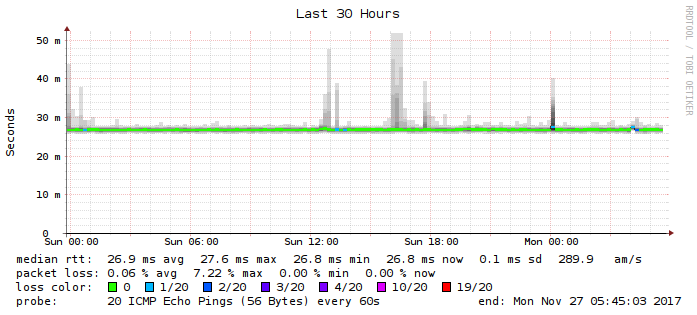 Last 30 Hours
RRDTOOL / TOBI OETIKER
Seconds
50 m
40 m
30 m
20 m
10 m
0
Sun 00:00 Sun 06:00 Sun 12:00 Sun 18:00 Mon 00:00
median rtt: 26.9 ms avg 27.6 ms max 26.8 ms min 26.8 ms now 0.1 ms sd 289.9 am/s
packet loss: 0.06 % avg 7.22 % max 0.00 % min 0.00 % now
loss color: 0 1/20 2/20 3/20 4/20 10/20 19/20
probe: 20 ICMP Echo Pings (56 Bytes) every 60s end: Mon Nov 27 05:45:03 2017